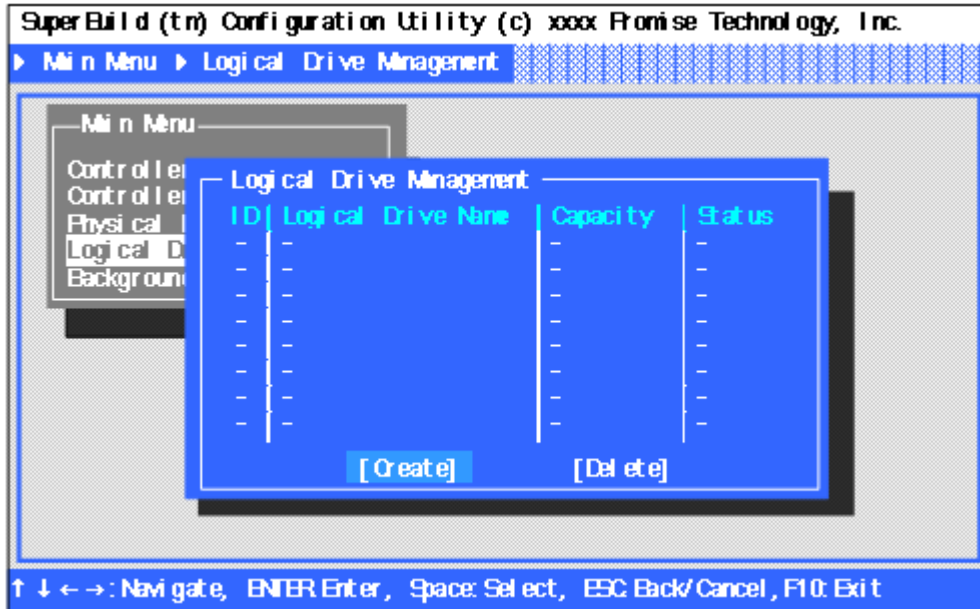 SuperBuild (tm) Configuration Utility (c) xxxx Promise Technology, Inc.
▶ Main Menu ▶ Logical Drive Management
Main Menu
Controller
Controller
Physical
Logical D
Background
Logical Drive Management
ID | Logical Drive Name | Capacity | Status
- - - -
- - - -
- - - -
- - - -
- - - -
- - - -
- - - -
- - - -
[Create] [Delete]
↑ ↓ ← →: Navigate, ENTER: Enter, Space: Select, ESC: Back/Cancel, F10: Exit